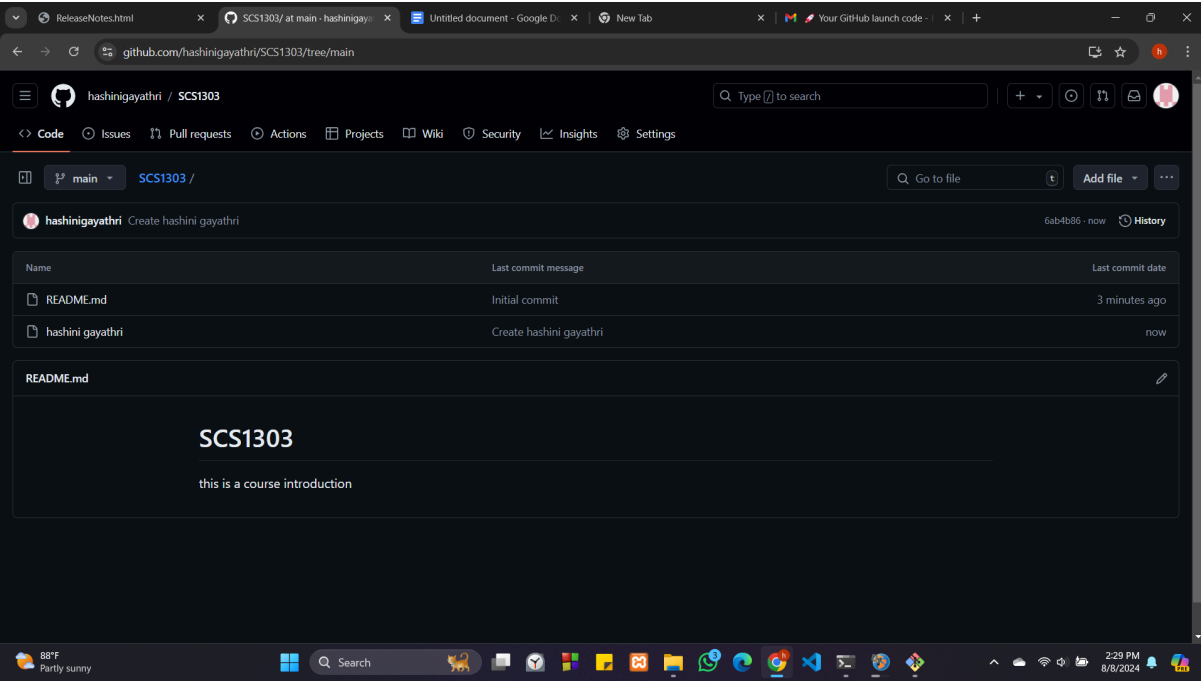 ReleaseNotes.html
SCS1303/ at main · hashinigaya
Untitled document - Google Do
New Tab
🚀 Your GitHub launch code -
github.com/hashinigayathri/SCS1303/tree/main
h
hashinigayathri / SCS1303
Type / to search
Code Issues Pull requests Actions Projects Wiki Security Insights Settings
main SCS1303 / Go to file t Add file
hashinigayathri Create hashini gayathri 6ab4b86 · now History
Name Last commit message Last commit date
README.md Initial commit 3 minutes ago
hashini gayathri Create hashini gayathri now
README.md
SCS1303
this is a course introduction
88°F
Partly sunny
Search
3
2:29 PM
8/8/2024
PRE